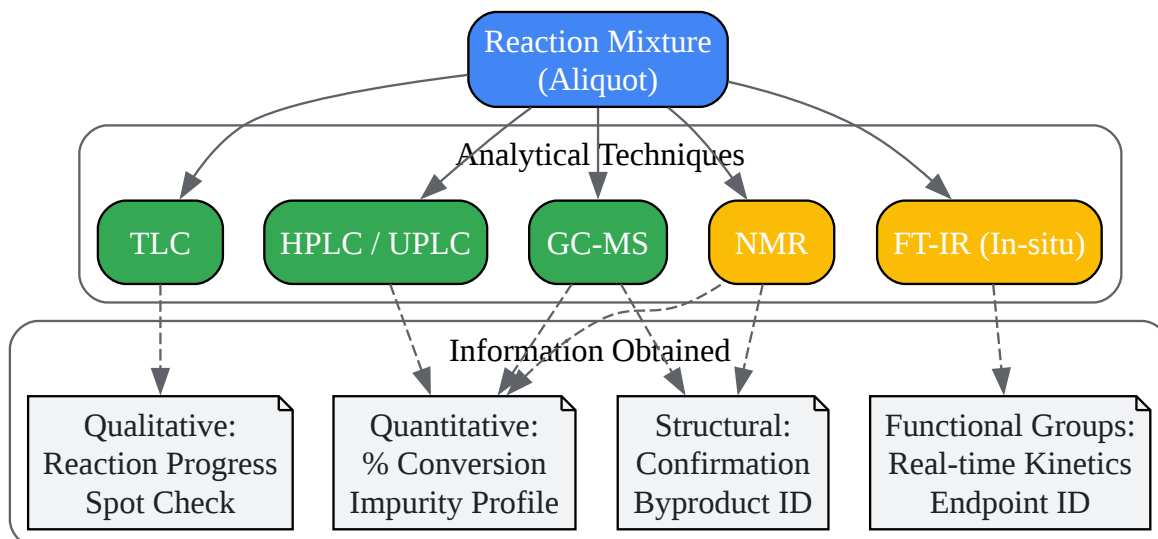 Reaction Mixture
(Aliquot)
Analytical Techniques
TLC
HPLC / UPLC
GC-MS
NMR
FT-IR (In-situ)
Information Obtained
Qualitative:
Reaction Progress
Spot Check
Quantitative:
% Conversion
Impurity Profile
Structural:
Confirmation
Byproduct ID
Functional Groups:
Real-time Kinetics
Endpoint ID